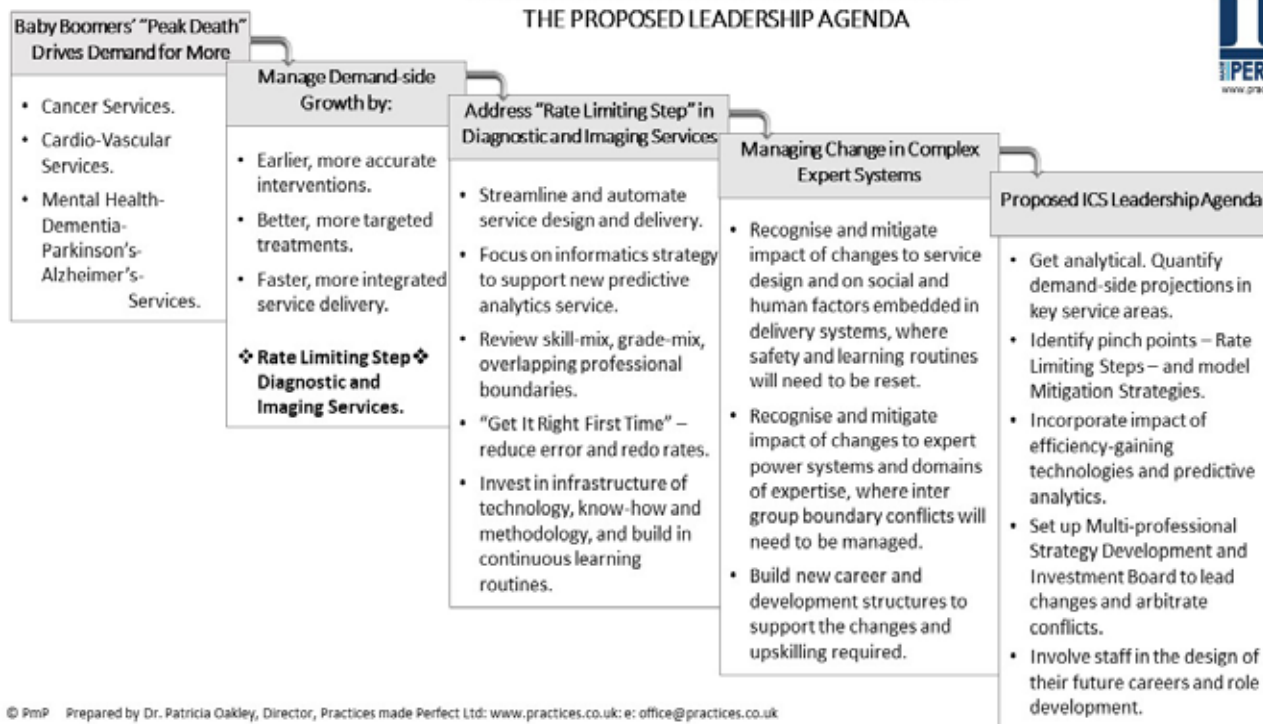 THE PROPOSED LEADERSHIP AGENDA
Baby Boomers' "Peak Death"
Drives Demand for More
• Cancer Services.
• Cardio-Vascular
Services.
• Mental Health-
Dementia-
Parkinson's-
Alzheimer's-
Services.
Manage Demand-side
Growth by:
• Earlier, more accurate
interventions.
• Better, more targeted
treatments.
• Faster, more integrated
service delivery.
❖ Rate Limiting Step ❖
Diagnostic and
Imaging Services.
Address "Rate Limiting Step" in
Diagnostic and Imaging Services
• Streamline and automate
service design and delivery.
• Focus on informatics strategy
to support new predictive
analytics service.
• Review skill-mix, grade-mix,
overlapping professional
boundaries.
• "Get It Right First Time" –
reduce error and redo rates.
• Invest in infrastructure of
technology, know-how and
methodology, and build in
continuous learning
routines.
Managing Change in Complex
Expert Systems
• Recognise and mitigate
impact of changes to service
design and on social and
human factors embedded in
delivery systems, where
safety and learning routines
will need to be reset.
• Recognise and mitigate
impact of changes to expert
power systems and domains
of expertise, where inter
group boundary conflicts will
need to be managed.
• Build new career and
development structures to
support the changes and
upskilling required.
Proposed ICS Leadership Agenda
• Get analytical. Quantify
demand-side projections in
key service areas.
• Identify pinch points – Rate
Limiting Steps – and model
Mitigation Strategies.
• Incorporate impact of
efficiency-gaining
technologies and predictive
analytics.
• Set up Multi-professional
Strategy Development and
Investment Board to lead
changes and arbitrate
conflicts.
• Involve staff in the design of
their future careers and role
development.
© PmP Prepared by Dr. Patricia Oakley, Director, Practices made Perfect Ltd: www.practices.co.uk: e: office@practices.co.uk